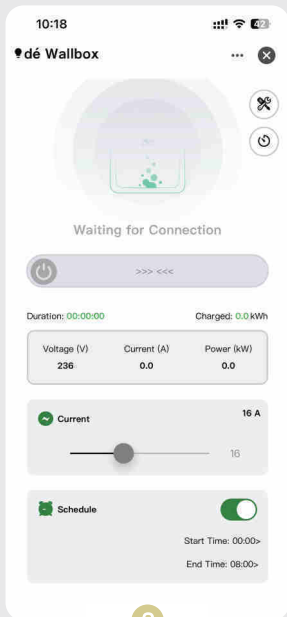 10:18
42
dé Wallbox
Waiting for Connection
>>> <<<
Duration: 00:00:00 Charged: 0.0 kWh
Voltage (V) Current (A) Power (kW)
236 0.0 0.0
Current 16 A
16
Schedule
Start Time: 00:00>
End Time: 08:00>